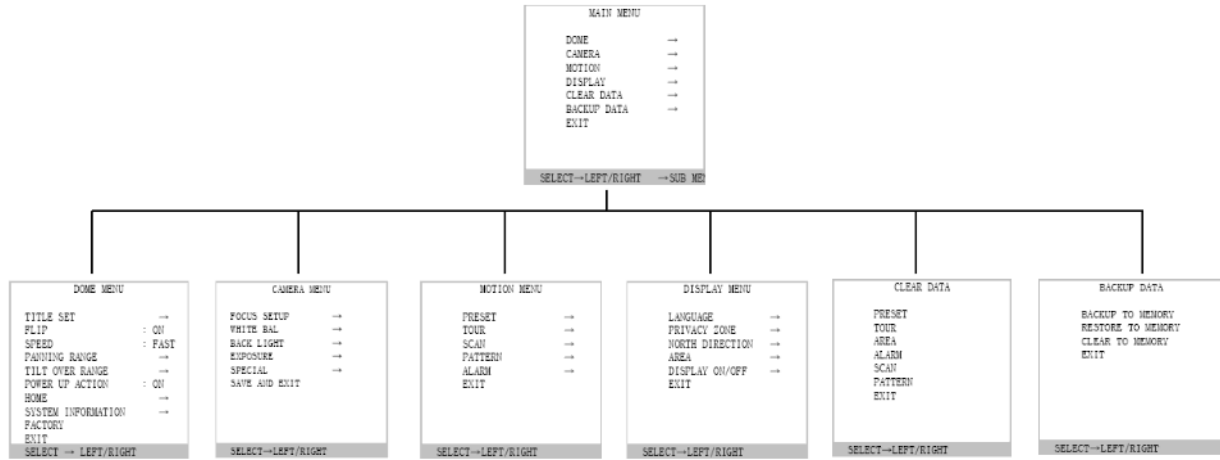 MAIN MENU
DOME →
CAMERA →
MOTION →
DISPLAY →
CLEAR DATA →
BACKUP DATA →
EXIT
SELECT→LEFT/RIGHT →SUB
DOME MENU
TITLE SET →
FLIP : ON
SPEED : FAST
PANNING RANGE →
TILT OVER RANGE →
POWER UP ACTION : ON
HOME →
SYSTEM INFORMATION →
FACTORY
EXIT
SELECT → LEFT/RIGHT
CAMERA MENU
FOCUS SETUP →
WHITE BAL →
BACK LIGHT →
EXPOSURE →
SPECIAL →
SAVE AND EXIT
SELECT→LEFT/RIGHT
MOTION MENU
PRESET →
TOUR →
SCAN →
PATTERN →
ALARM →
EXIT
SELECT→LEFT/RIGHT
DISPLAY MENU
LANGUAGE →
PRIVACY ZONE →
NORTH DIRECTION →
AREA →
DISPLAY ON/OFF →
EXIT
SELECT→LEFT/RIGHT
CLEAR DATA
PRESET
TOUR
AREA
ALARM
SCAN
PATTERN
EXIT
SELECT→LEFT/RIGHT
BACKUP DATA
BACKUP TO MEMORY
RESTORE TO MEMORY
CLEAR TO MEMORY
EXIT
SELECT→LEFT/RIGHT